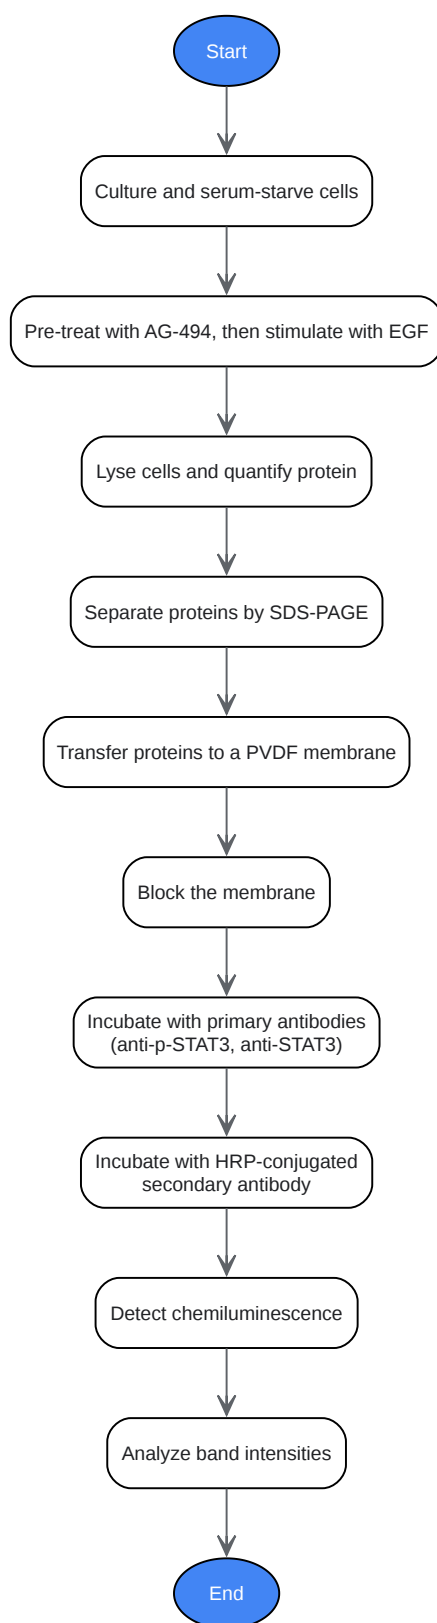 Start
Culture and serum-starve cells
Pre-treat with AG-494, then stimulate with EGF
Lyse cells and quantify protein
Separate proteins by SDS-PAGE
Transfer proteins to a PVDF membrane
Block the membrane
Incubate with primary antibodies
(anti-p-STAT3, anti-STAT3)
Incubate with HRP-conjugated
secondary antibody
Detect chemiluminescence
Analyze band intensities
End